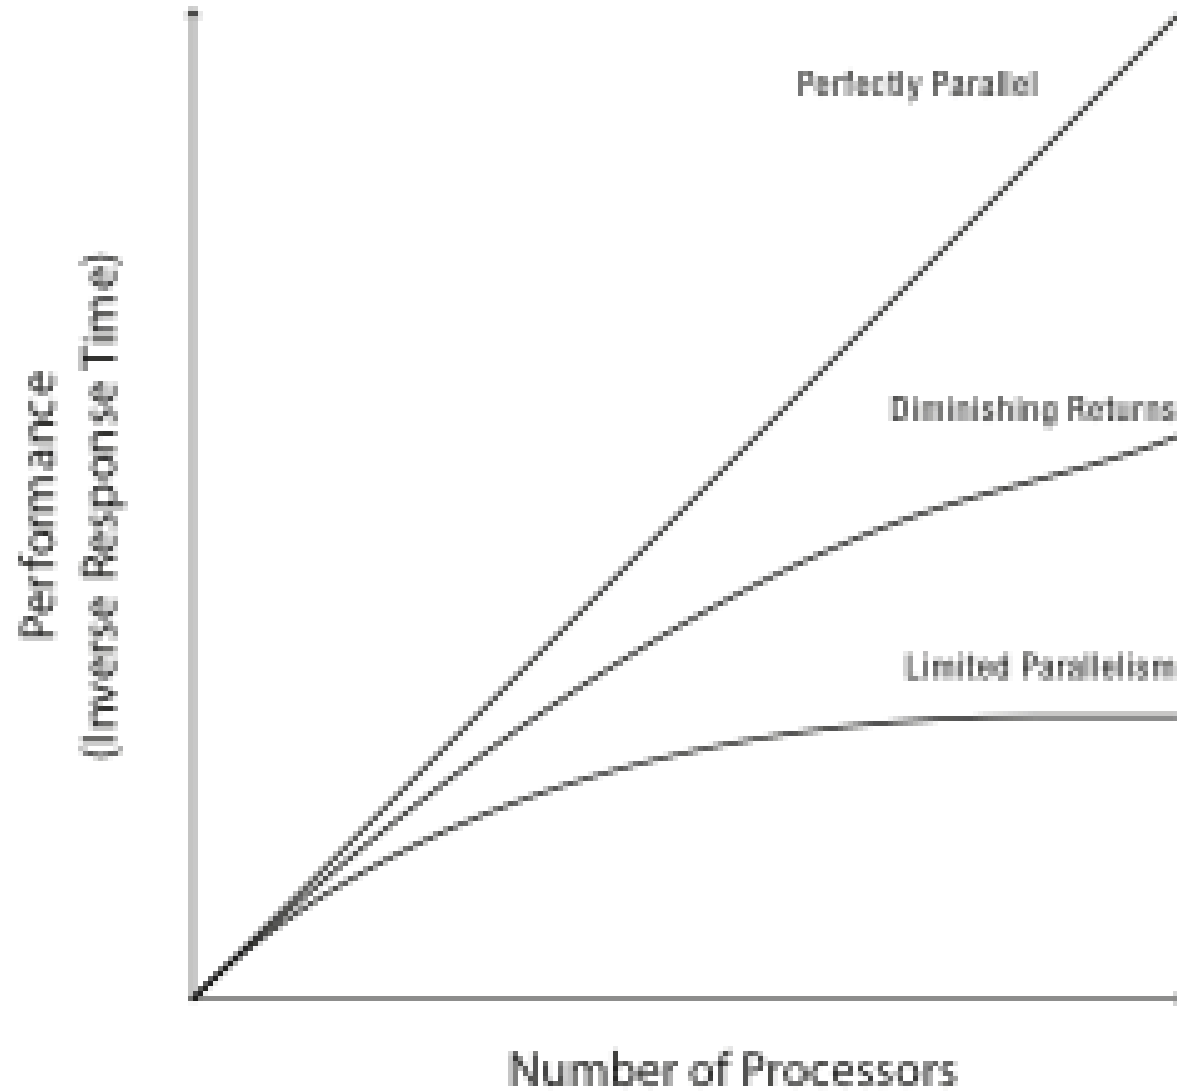 Perfectly Parallel
Diminishing Returns
Limited Parallelism
Performance
(Inverse Response Time)
Number of Processors